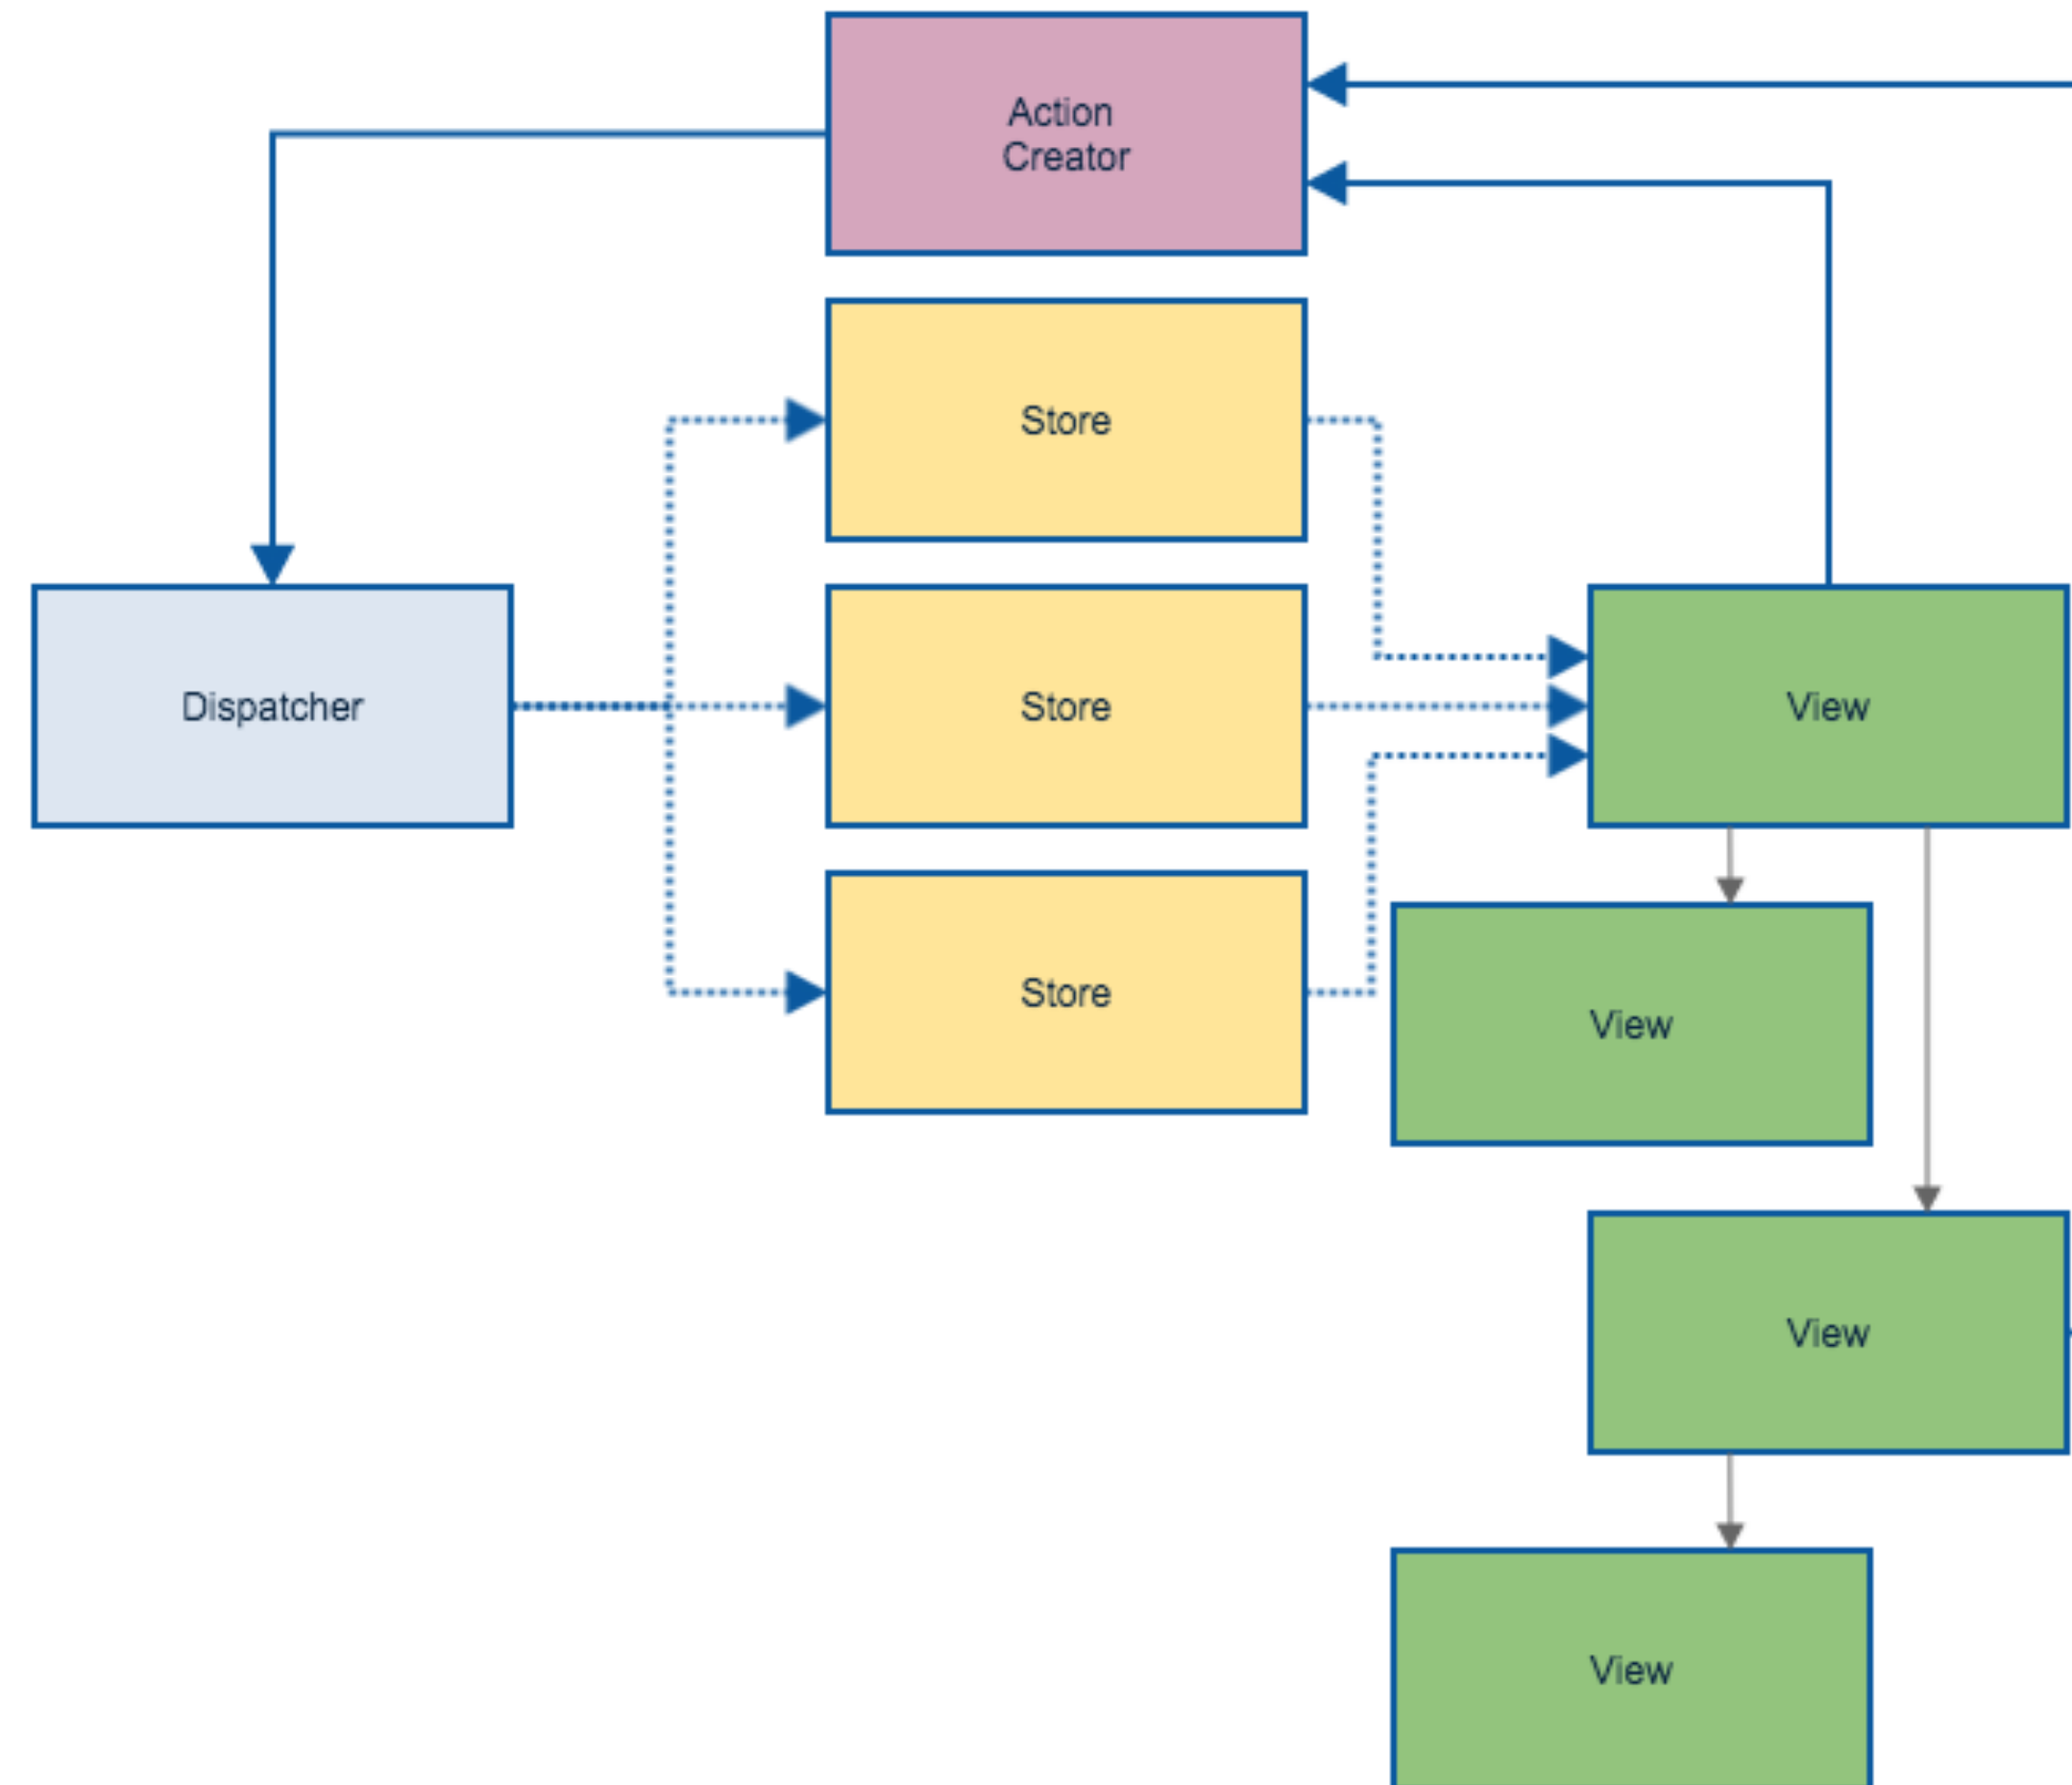 Action
Creator
Store
Dispatcher
Store
View
Store
View
View
View